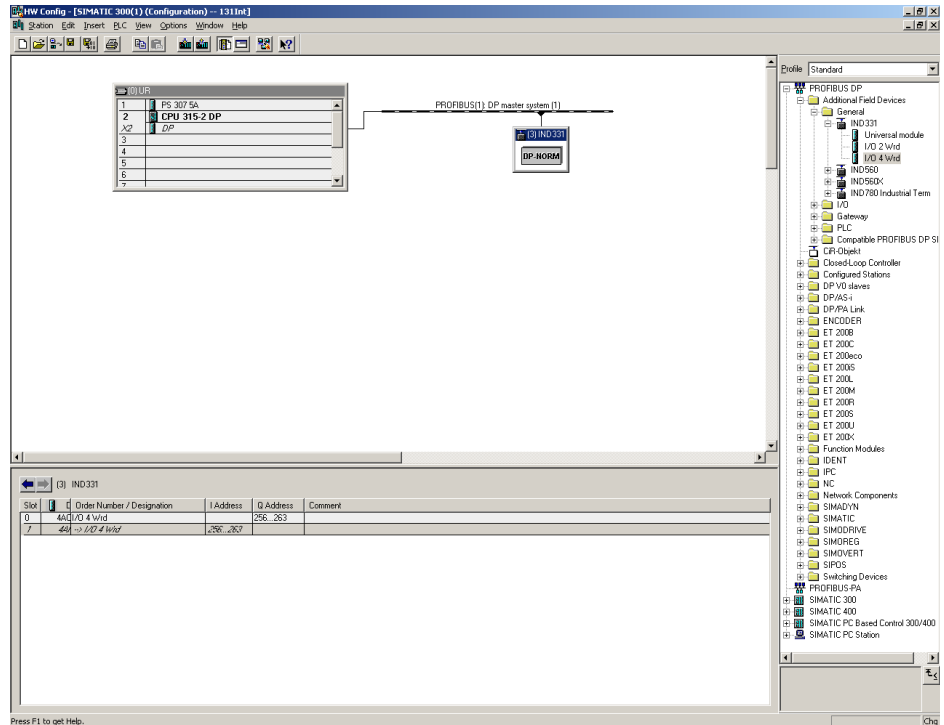 HW Config - [SIMATIC 300(1) (Configuration) -- 131Int]
Station Edit Insert PLC View Options Window Help
(0) UR
1 PS 307 5A
2 CPU 315-2 DP
X2 DP
3
4
5
6
7
PROFIBUS(1): DP master system (1)
(3) IND331
DP-NORM
(3) IND331
Slot D Order Number / Designation I Address Q Address Comment
0 4AO I/O 4 Wrd 256...263
1 4AI --> I/O 4 Wrd 256...263
Press F1 to get Help.
Profile Standard
PROFIBUS DP
Additional Field Devices
General
IND331
Universal module
I/O 2 Wrd
I/O 4 Wrd
IND560
IND560X
IND780 Industrial Term
I/O
Gateway
PLC
Compatible PROFIBUS DP Sl
CiR-Objekt
Closed-Loop Controller
Configured Stations
DP V0 slaves
DP/AS-i
DP/PA Link
ENCODER
ET 200B
ET 200C
ET 200eco
ET 200iS
ET 200L
ET 200M
ET 200R
ET 200S
ET 200U
ET 200X
Function Modules
IDENT
IPC
NC
Network Components
SIMADYN
SIMATIC
SIMODRIVE
SIMOREG
SIMOVERT
SIPOS
Switching Devices
PROFIBUS-PA
SIMATIC 300
SIMATIC 400
SIMATIC PC Based Control 300/400
SIMATIC PC Station
Chg